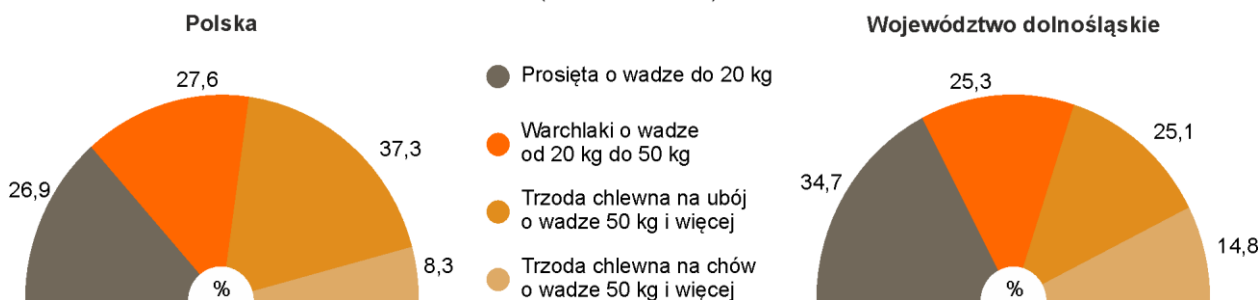 Polska
27,6
37,3
26,9
8,3
%
Prosięta o wadze do 20 kg
Warchlaki o wadze
od 20 kg do 50 kg
Trzoda chlewna na ubój
o wadze 50 kg i więcej
Trzoda chlewna na chów
o wadze 50 kg i więcej
Województwo dolnośląskie
25,3
25,1
34,7
14,8
%